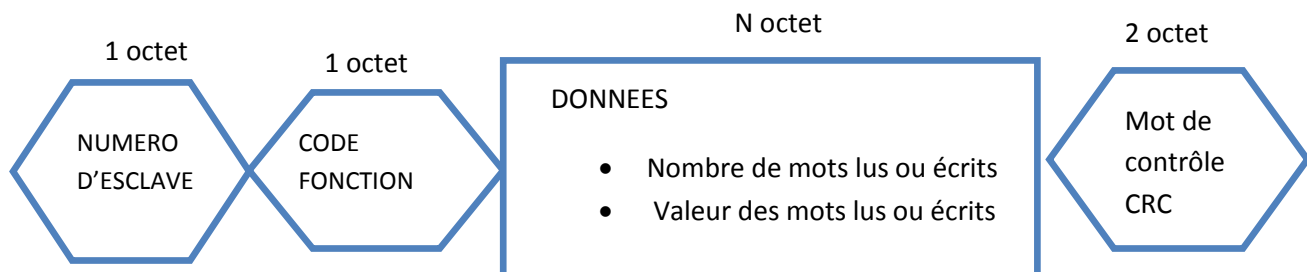 1 octet
NUMERO
D'ESCLAVE
1 octet
CODE
FONCTION
N octet
DONNEES
• Nombre de mots lus ou écrits
• Valeur des mots lus ou écrits
2 octet
Mot de
contrôle
CRC